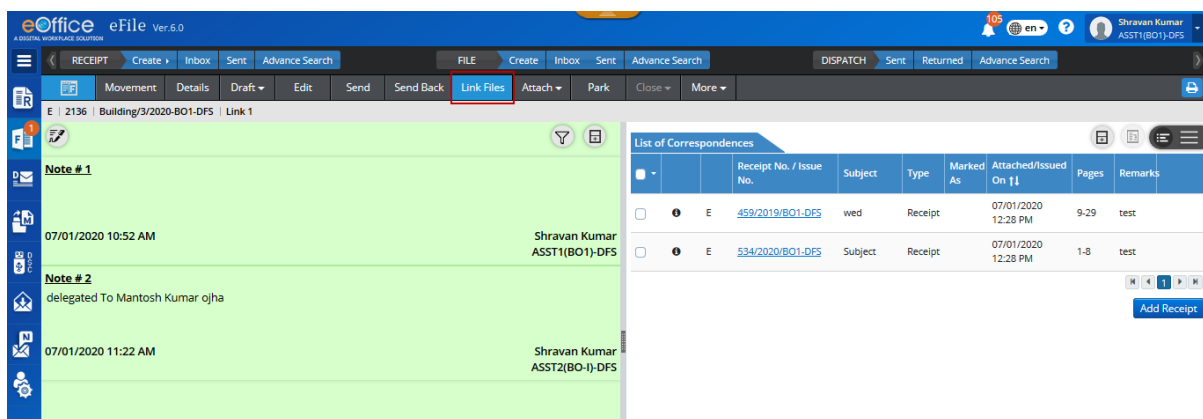 eOffice eFile Ver.6.0
A DIGITAL WORKPLACE SOLUTION
105
en
?
Shravan Kumar
ASST1(BO1)-DFS
RECEIPT Create Inbox Sent Advance Search FILE Create Inbox Sent Advance Search DISPATCH Sent Returned Advance Search
Movement Details Draft Edit Send Send Back Link Files Attach Park Close More
E | 2136 | Building/3/2020-BO1-DFS | Link 1
1
Note # 1
07/01/2020 10:52 AM
Shravan Kumar
ASST1(BO1)-DFS
Note # 2
delegated To Mantosh Kumar ojha
07/01/2020 11:22 AM
Shravan Kumar
ASST2(BO-I)-DFS
List of Correspondences
Receipt No. / Issue No. Subject Type Marked As Attached/Issued On Pages Remarks
E 459/2019/BO1-DFS wed Receipt 07/01/2020 12:28 PM 9-29 test
E 534/2020/BO1-DFS Subject Receipt 07/01/2020 12:28 PM 1-8 test
1
Add Receipt